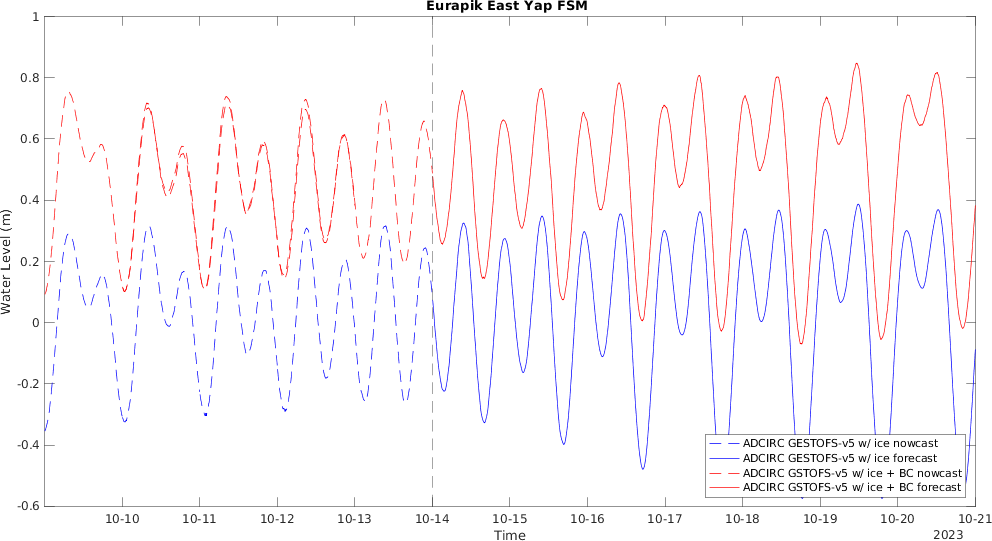 Eurapik East Yap FSM
1
0.8
0.6
0.4
0.2
0
-0.2
-0.4
-0.6
Water Level (m)
ADCIRC GESTOFS-v5 w/ ice nowcast
ADCIRC GESTOFS-v5 w/ ice forecast
ADCIRC GSTOFS-v5 w/ ice + BC nowcast
ADCIRC GSTOFS-v5 w/ ice + BC forecast
10-10 10-11 10-12 10-13 10-14 10-15 10-16 10-17 10-18 10-19 10-20 10-21
Time
2023